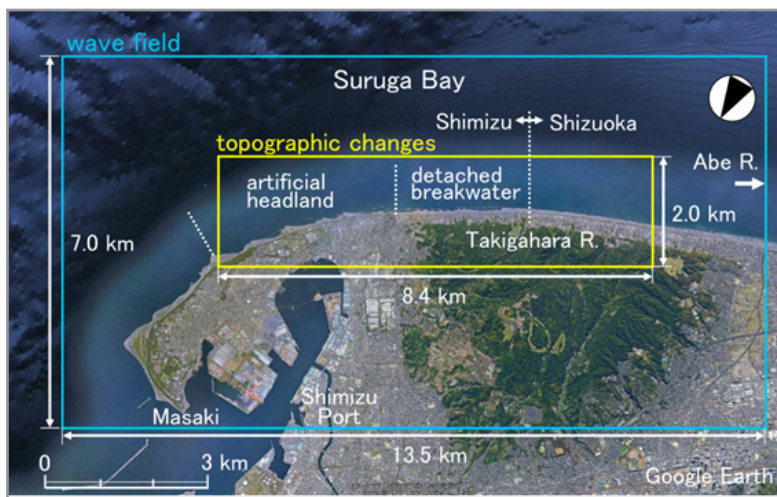 wave field
Suruga Bay
Shimizu
Shizuoka
topographic changes
Abe R.
artificial
headland
detached
breakwater
2.0 km
7.0 km
Takigahara R.
8.4 km
Masaki
Shimizu
Port
13.5 km
0
3 km
Google Earth